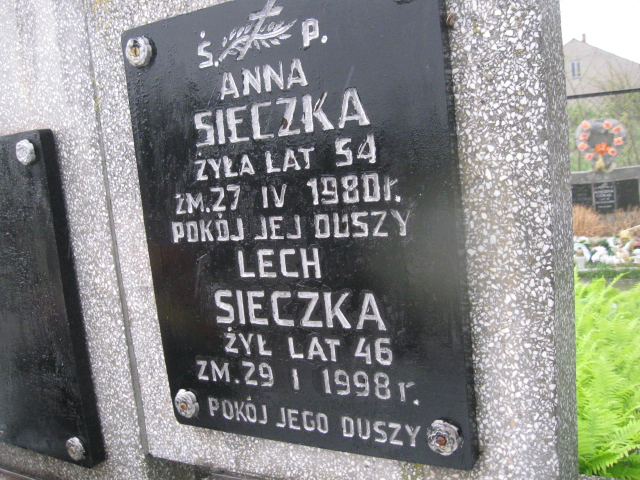 Ś. P.
ANNA
SIECZKA
ŻYŁA LAT 54
ZM. 27 IV 1980 r.
POKÓJ JEJ DUSZY
LECH
SIECZKA
ŻYŁ LAT 46
ZM. 29 I 1998 r.
POKÓJ JEGO DUSZY